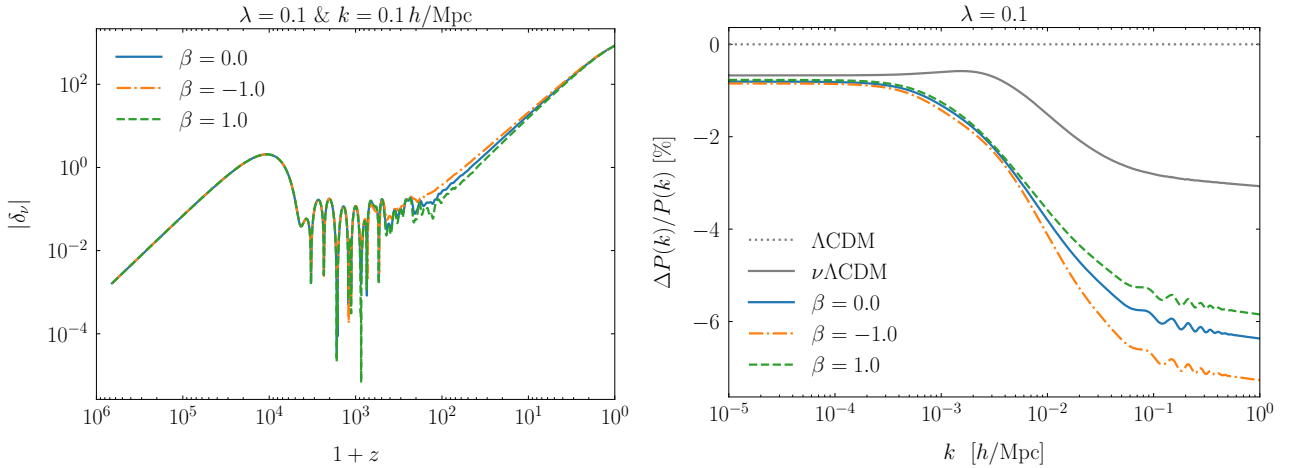 λ = 0.1 & k = 0.1 h/Mpc
|δ_ν|
10^2
10^0
10^−2
10^−4
β = 0.0
β = −1.0
β = 1.0
10^6 10^5 10^4 10^3 10^2 10^1 10^0
1 + z
λ = 0.1
ΔP(k)/P(k) [%]
0
−2
−4
−6
ΛCDM
νΛCDM
β = 0.0
β = −1.0
β = 1.0
10^−5 10^−4 10^−3 10^−2 10^−1 10^0
k [h/Mpc]